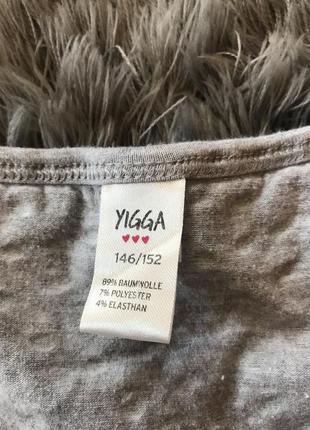 YIGGA
♥♥♥
146/152
89% BAUMWOLLE
7% POLYESTER
4% ELASTHAN